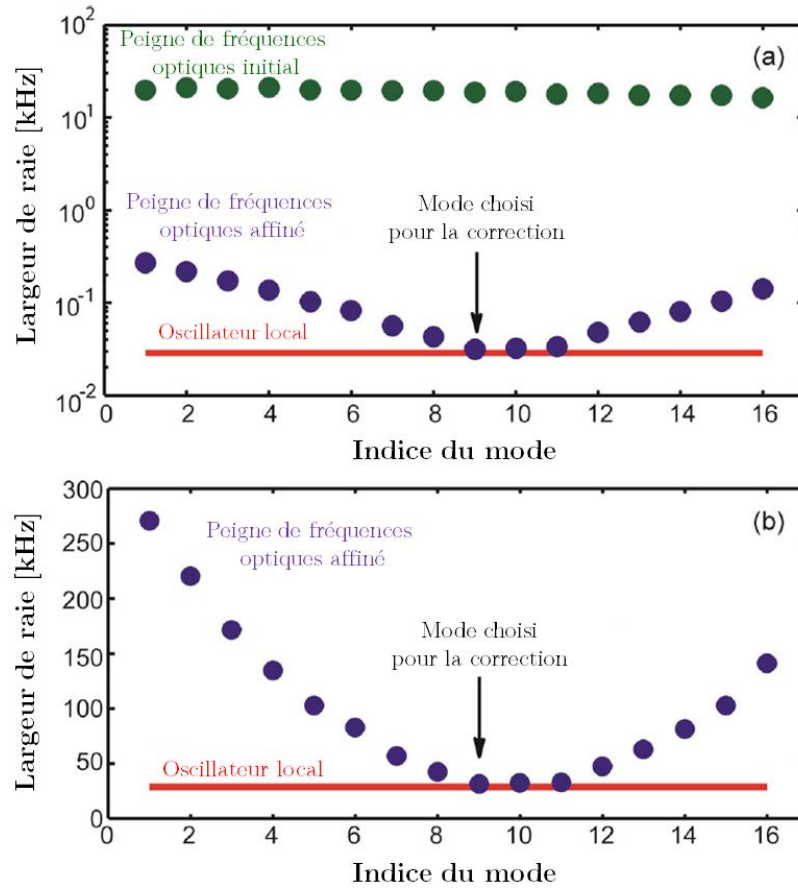 10²
Peigne de fréquences
optiques initial
(a)
10¹
10⁰
Peigne de fréquences
optiques affiné
Mode choisi
pour la correction
10⁻¹
Oscillateur local
10⁻²
Largeur de raie [kHz]
0 2 4 6 8 10 12 14 16
Indice du mode
300
Peigne de fréquences
optiques affiné
(b)
250
200
Mode choisi
pour la correction
150
100
50
Oscillateur local
0
Largeur de raie [kHz]
0 2 4 6 8 10 12 14 16
Indice du mode